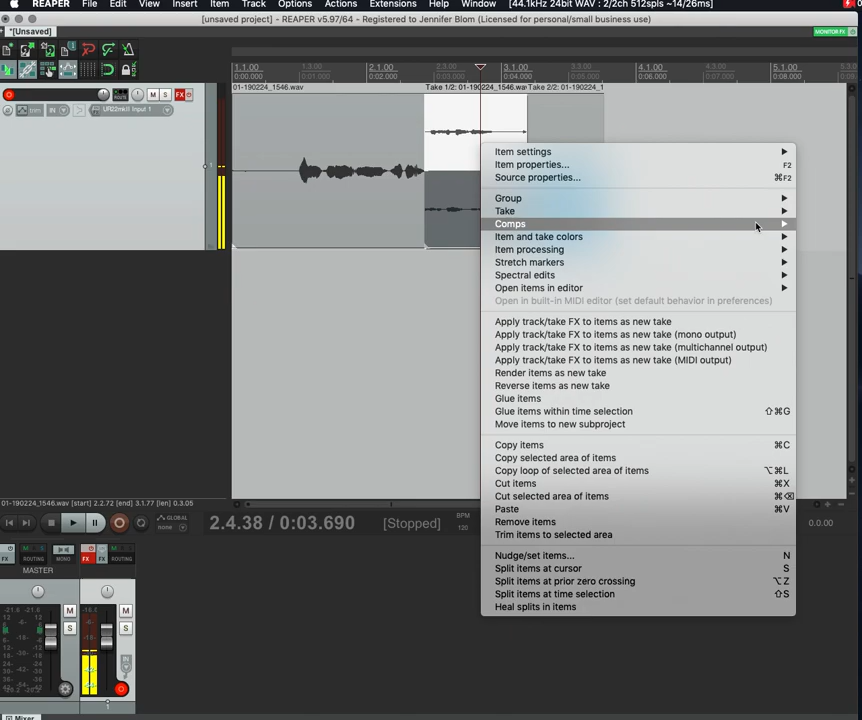 REAPER File Edit View Insert Item Track Options Actions Extensions Help Window [44.1kHz 24bit WAV : 2/2ch 512spls ~14/26ms]
[unsaved project] - REAPER v5.97/64 - Registered to Jennifer Blom (Licensed for personal/small business use)
*[Unsaved]
MONITOR FX
1.1.00 1.3.00 2.1.00 2.3.00 3.1.00 3.3.00 4.1.00 4.3.00 5.1.00 5.3.0
0:00.000 0:01.000 0:02.000 0:03.000 0:04.000 0:05.000 0:06.000 0:07.000 0:08.000 0:09.0
01-190224_1546.wav Take 1/2: 01-190224_1546.wa Take 2/2: 01-190224_1
M S FX
trim IN UR22mkII Input 1
Item settings
Item properties... F2
Source properties... ⌘F2
Group
Take
Comps
Item and take colors
Item processing
Stretch markers
Spectral edits
Open items in editor
Open in built-in MIDI editor (set default behavior in preferences)
Apply track/take FX to items as new take
Apply track/take FX to items as new take (mono output)
Apply track/take FX to items as new take (multichannel output)
Apply track/take FX to items as new take (MIDI output)
Render items as new take
Reverse items as new take
Glue items
Glue items within time selection ⇧⌘G
Move items to new subproject
Copy items ⌘C
Copy selected area of items
Copy loop of selected area of items ⌥⌘L
Cut items ⌘X
Cut selected area of items ⌘⌫
Paste ⌘V
Remove items
Trim items to selected area
Nudge/set items... N
Split items at cursor S
Split items at prior zero crossing ⌥Z
Split items at time selection ⇧S
Heal splits in items
01-190224_1546.wav [start] 2.2.72 [end] 3.1.77 [len] 0.3.05
GLOBAL
none
2.4.38 / 0:03.690 [Stopped]
BPM
120
0.0.00
FX ROUTING MONO FX ROUTING
MASTER
M
S
M
S
1
Mixer